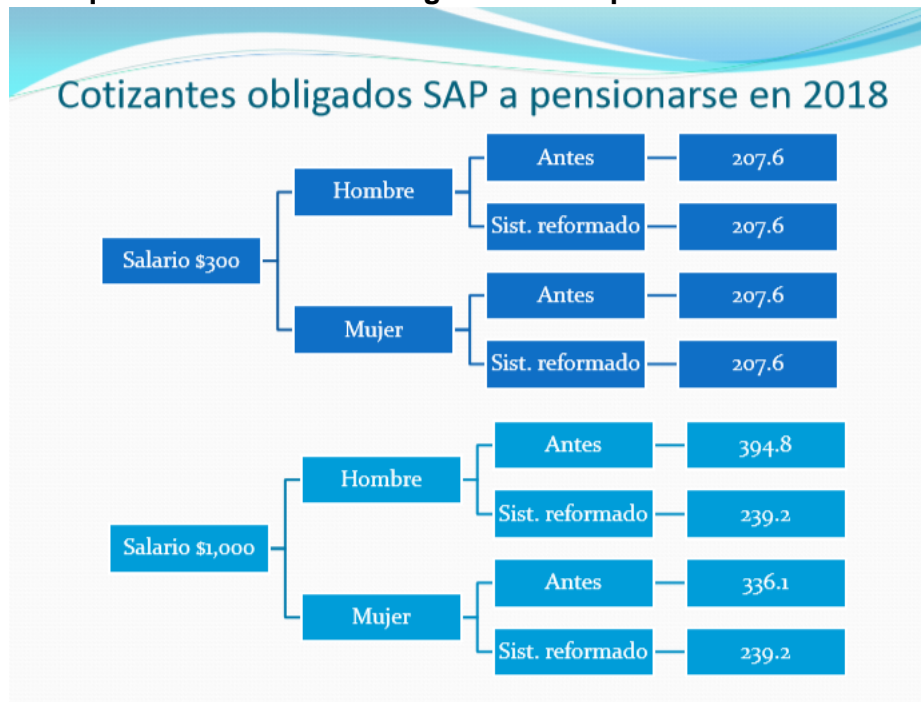 Cotizantes obligados SAP a pensionarse en 2018
Antes
207.6
Hombre
Sist. reformado
207.6
Salario $300
Antes
207.6
Mujer
Sist. reformado
207.6
Antes
394.8
Hombre
Sist. reformado
239.2
Salario $1,000
Antes
336.1
Mujer
Sist. reformado
239.2